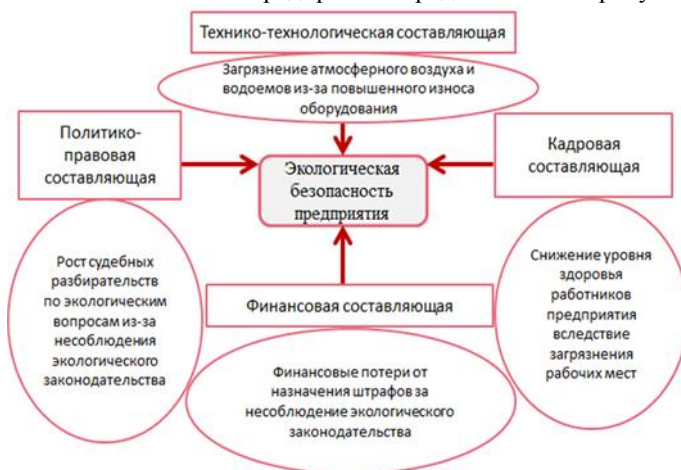 Технико-технологическая составляющая
Загрязнение атмосферного воздуха и
водоемов из-за повышенного износа
оборудования
Политико-
правовая
составляющая
Экологическая
безопасность
предприятия
Кадровая
составляющая
Рост судебных
разбирательств
по экологическим
вопросам из-за
несоблюдения
экологического
законодательства
Финансовая составляющая
Финансовые потери от
назначения штрафов за
несоблюдение экологического
законодательства
Снижение уровня
здоровья
работников
предприятия
вследствие
загрязнения
рабочих мест